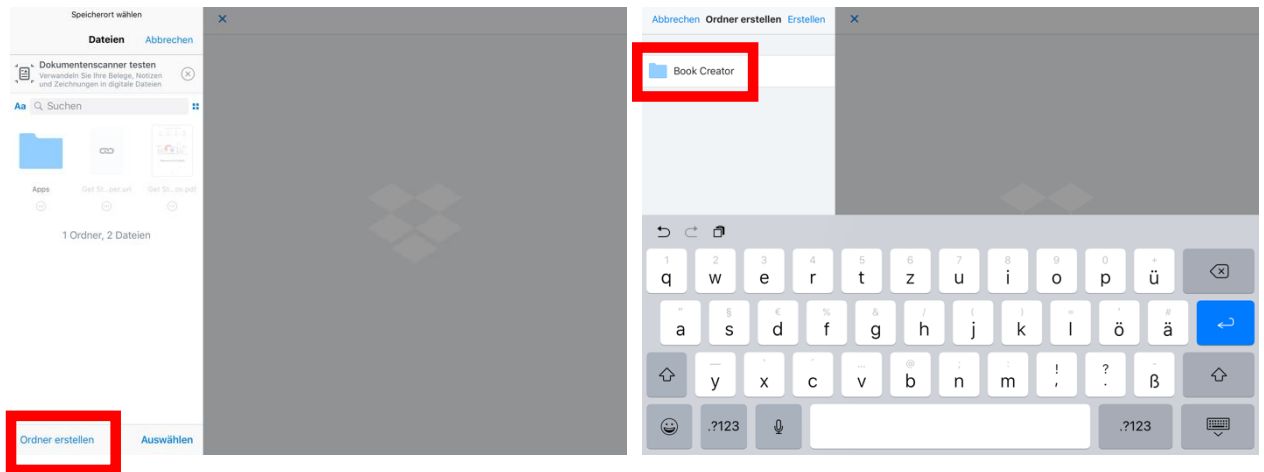 Speicherort wählen
Dateien Abbrechen
Dokumentenscanner testen
Verwandeln Sie Ihre Belege, Notizen
und Zeichnungen in digitale Dateien
Aa Suchen
Apps Get St...per.url Get St...os.pdf
1 Ordner, 2 Dateien
Ordner erstellen Auswählen
Abbrechen Ordner erstellen Erstellen
Book Creator
1 2 3 4 5 6 7 8 9 0 +
q w e r t z u i o p ü
" § € % & / ( ) = ' #
a s d f g h j k l ö ä
— ` ´ ... @ ; : ! ? -
y x c v b n m , . ß
.?123 .?123